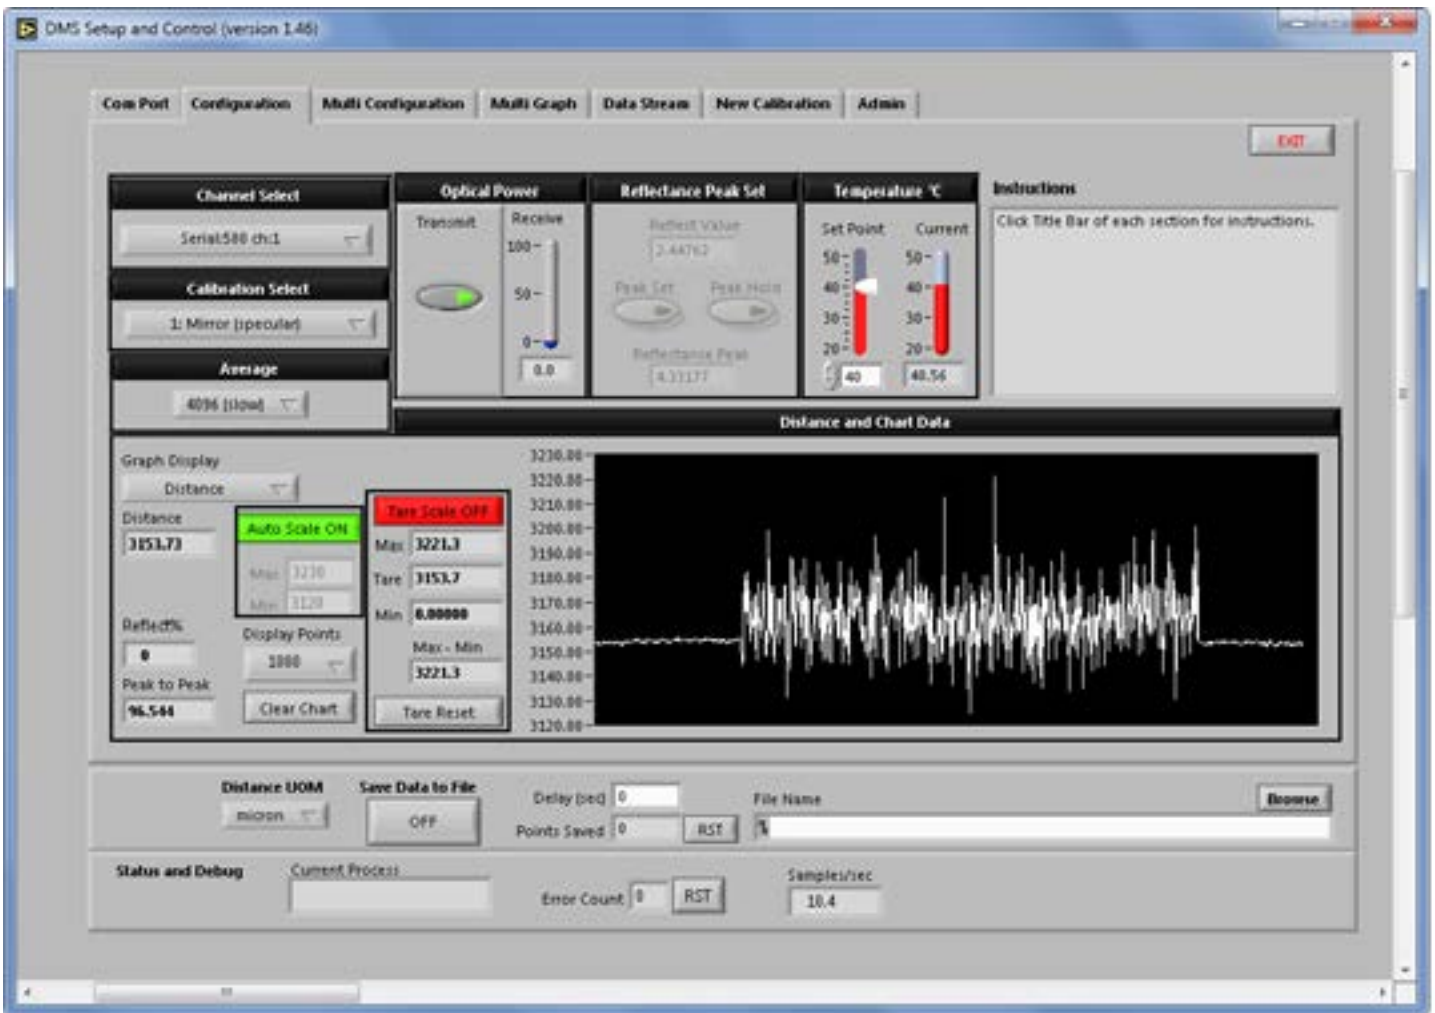 DMS Setup and Control (version 1.46)
Com Port Configuration Multi Configuration Multi Graph Data Stream New Calibration Admin
EXIT
Channel Select
Serial:580 ch:1
Calibration Select
1: Mirror (specular)
Average
4096 (slow)
Optical Power
Transmit
Receive
100
50
0
0.0
Reflectance Peak Set
Reflect Value
2.44762
Peak Set Peak Hold
Reflectance Peak
4.33177
Temperature °C
Set Point Current
50 50
40 40
30 30
20 20
40 40.56
Instructions
Click Title Bar of each section for instructions.
Distance and Chart Data
Graph Display
Distance
Distance
3153.73
Reflect%
0
Peak to Peak
96.544
Auto Scale ON
Max 3230
Min 3120
Display Points
1000
Clear Chart
Tare Scale OFF
Max 3221.3
Tare 3153.7
Min 0.00000
Max - Min
3221.3
Tare Reset
3230.00
3220.00
3210.00
3200.00
3190.00
3180.00
3170.00
3160.00
3150.00
3140.00
3130.00
3120.00
Distance UOM
micron
Save Data to File
OFF
Delay (sec) 0
Points Saved 0 RST
File Name
Browse
%
Status and Debug
Current Process
Error Count 0 RST
Samples/sec
10.4